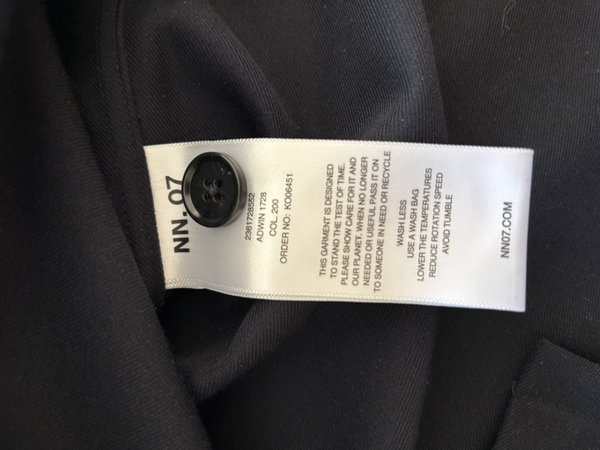 NN. 07
2361728552
ADWIN 1728
COL. 200
ORDER NO: KO06451
THIS GARMENT IS DESIGNED
TO STAND THE TEST OF TIME.
PLEASE SHOW CARE FOR IT AND
OUR PLANET. WHEN NO LONGER
NEEDED OR USEFUL PASS IT ON
TO SOMEONE IN NEED OR RECYCLE
WASH LESS
USE A WASH BAG
LOWER THE TEMPERATURES
REDUCE ROTATION SPEED
AVOID TUMBLE
NN07.COM